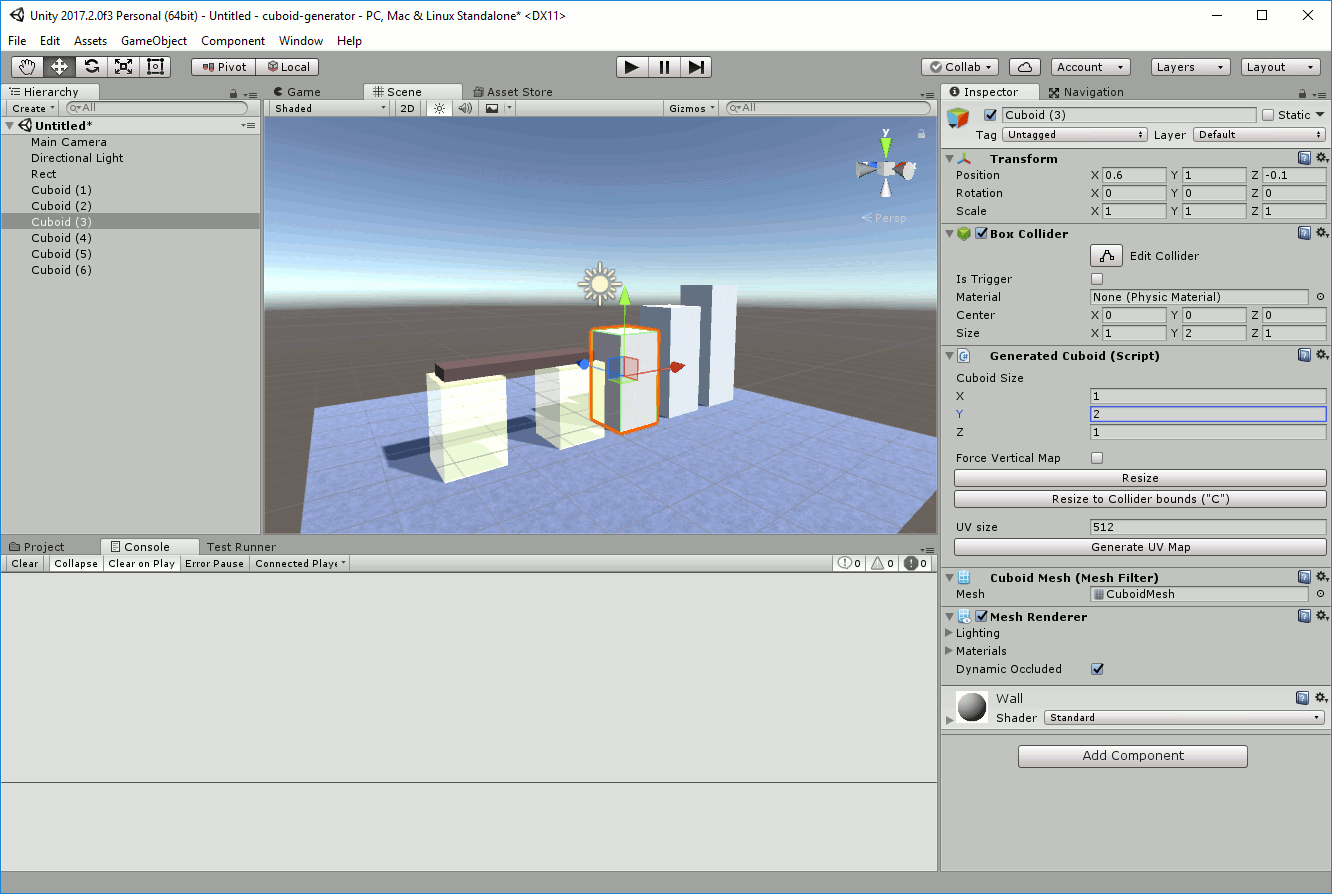 Unity 2017.2.0f3 Personal (64bit) - Untitled - cuboid-generator - PC, Mac & Linux Standalone* <DX11>
File Edit Assets GameObject Component Window Help
Pivot Local Collab Account Layers Layout
Hierarchy
Create All
Untitled*
Main Camera
Directional Light
Rect
Cuboid (1)
Cuboid (2)
Cuboid (3)
Cuboid (4)
Cuboid (5)
Cuboid (6)
Game Scene Asset Store
Shaded 2D Gizmos All
y
Persp
Project Console Test Runner
Clear Collapse Clear on Play Error Pause Connected Playe 0 0 0
Inspector Navigation
Cuboid (3) Static
Tag Untagged Layer Default
Transform
Position X 0.6 Y 1 Z -0.1
Rotation X 0 Y 0 Z 0
Scale X 1 Y 1 Z 1
Box Collider
Edit Collider
Is Trigger
Material None (Physic Material)
Center X 0 Y 0 Z 0
Size X 1 Y 2 Z 1
Generated Cuboid (Script)
Cuboid Size
X 1
Y 2
Z 1
Force Vertical Map
Resize
Resize to Collider bounds ("C")
UV size 512
Generate UV Map
Cuboid Mesh (Mesh Filter)
Mesh CuboidMesh
Mesh Renderer
Lighting
Materials
Dynamic Occluded
Wall
Shader Standard
Add Component